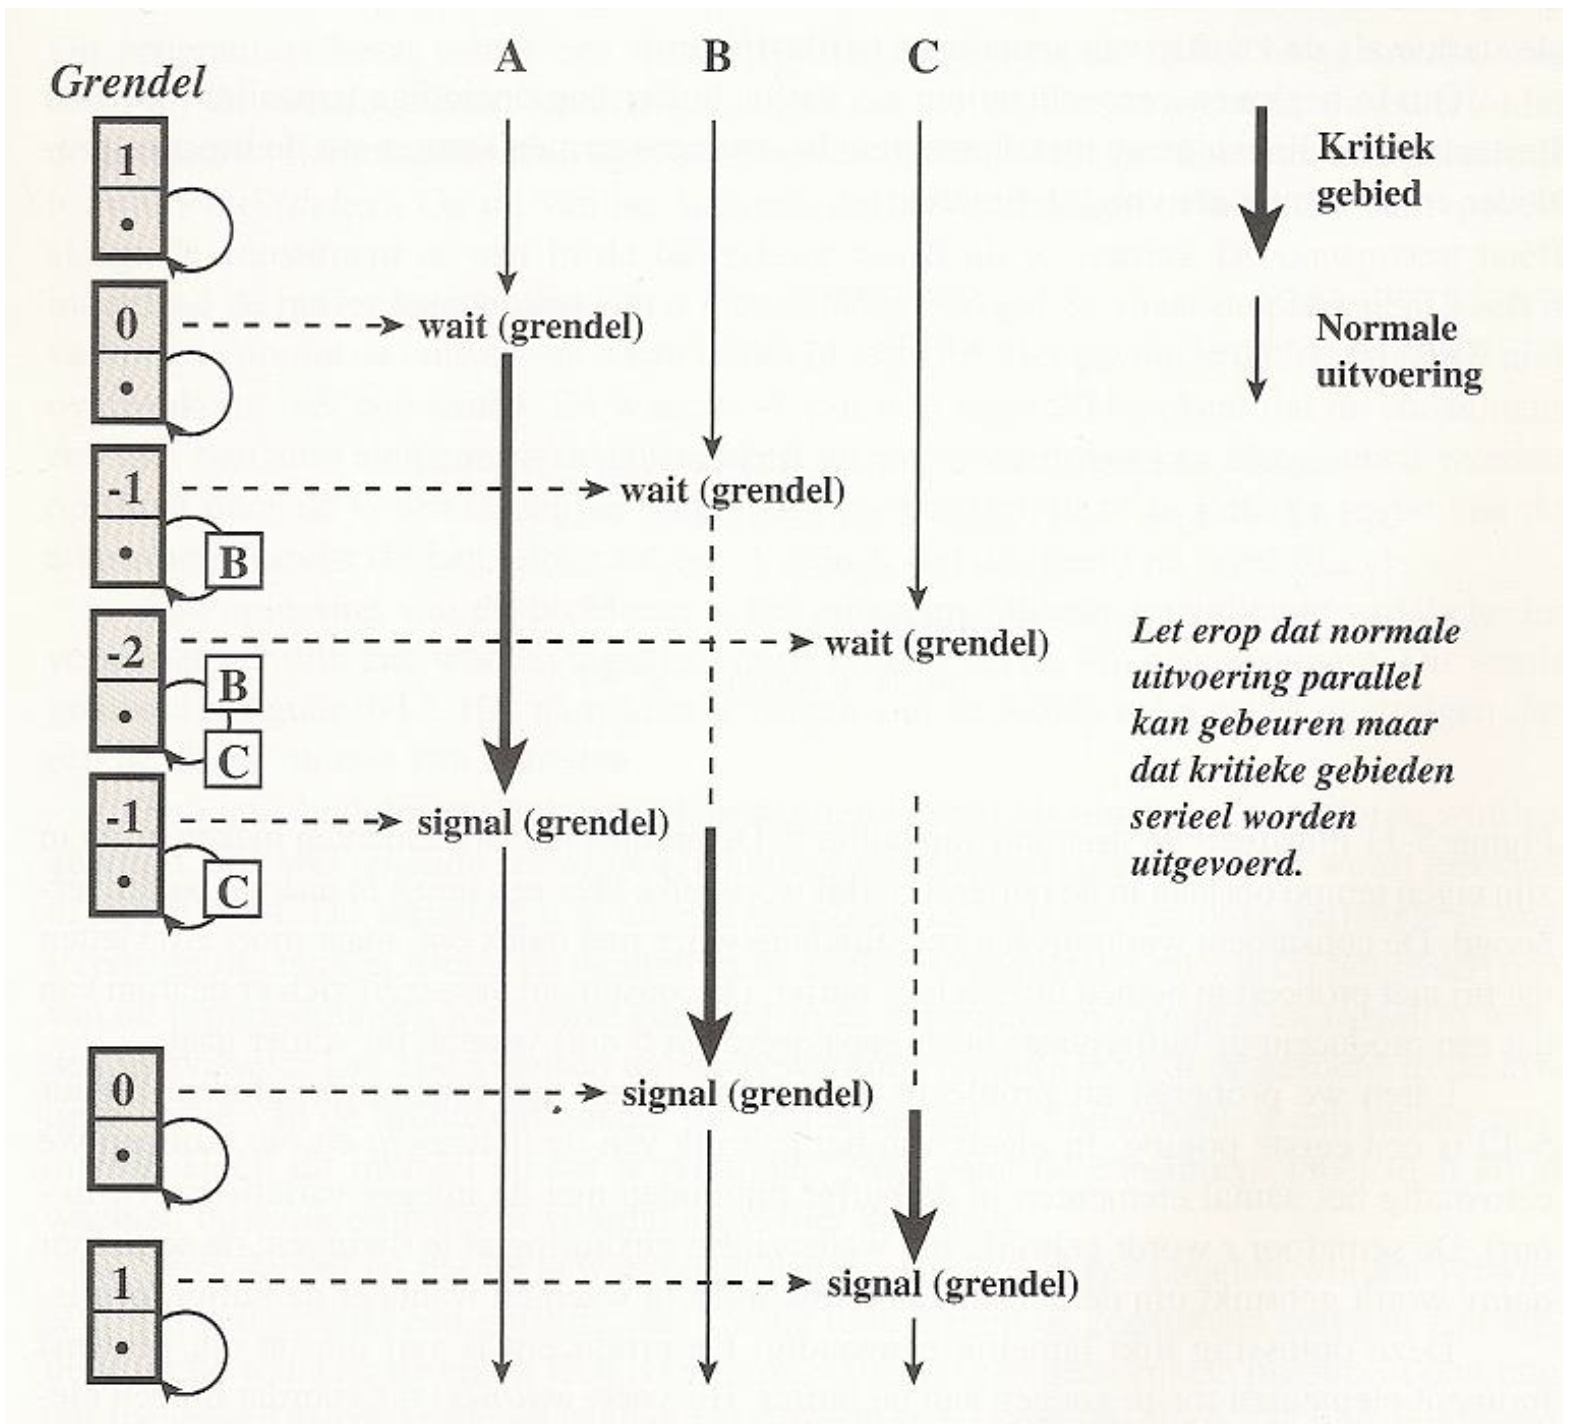 Grendel
A
B
C
1
Kritiek
gebied
0
wait (grendel)
Normale
uitvoering
-1
wait (grendel)
B
-2
wait (grendel)
B
C
Let erop dat normale
uitvoering parallel
kan gebeuren maar
dat kritieke gebieden
serieel worden
uitgevoerd.
-1
signal (grendel)
C
0
signal (grendel)
1
signal (grendel)